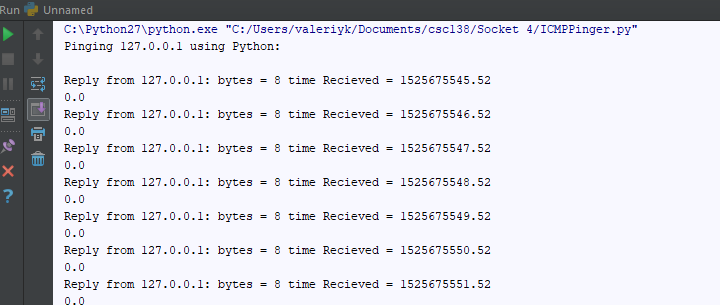 Run Unnamed
C:\Python27\python.exe "C:/Users/valeriyk/Documents/csc138/Socket 4/ICMPPinger.py"
Pinging 127.0.0.1 using Python:
Reply from 127.0.0.1: bytes = 8 time Recieved = 1525675545.52
0.0
Reply from 127.0.0.1: bytes = 8 time Recieved = 1525675546.52
0.0
Reply from 127.0.0.1: bytes = 8 time Recieved = 1525675547.52
0.0
Reply from 127.0.0.1: bytes = 8 time Recieved = 1525675548.52
0.0
Reply from 127.0.0.1: bytes = 8 time Recieved = 1525675549.52
0.0
Reply from 127.0.0.1: bytes = 8 time Recieved = 1525675550.52
0.0
Reply from 127.0.0.1: bytes = 8 time Recieved = 1525675551.52
0.0